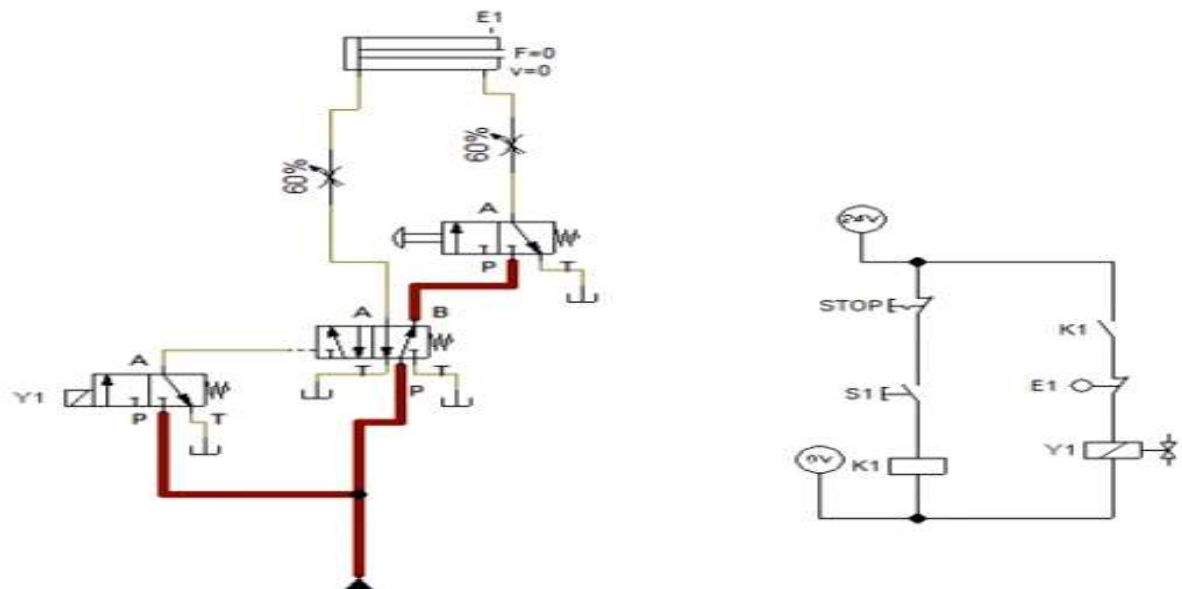 E1
F=0
v=0
60%
60%
A
P T
A B
T P T
A
Y1
P T
24V
STOP
K1
S1
E1
0V K1
Y1